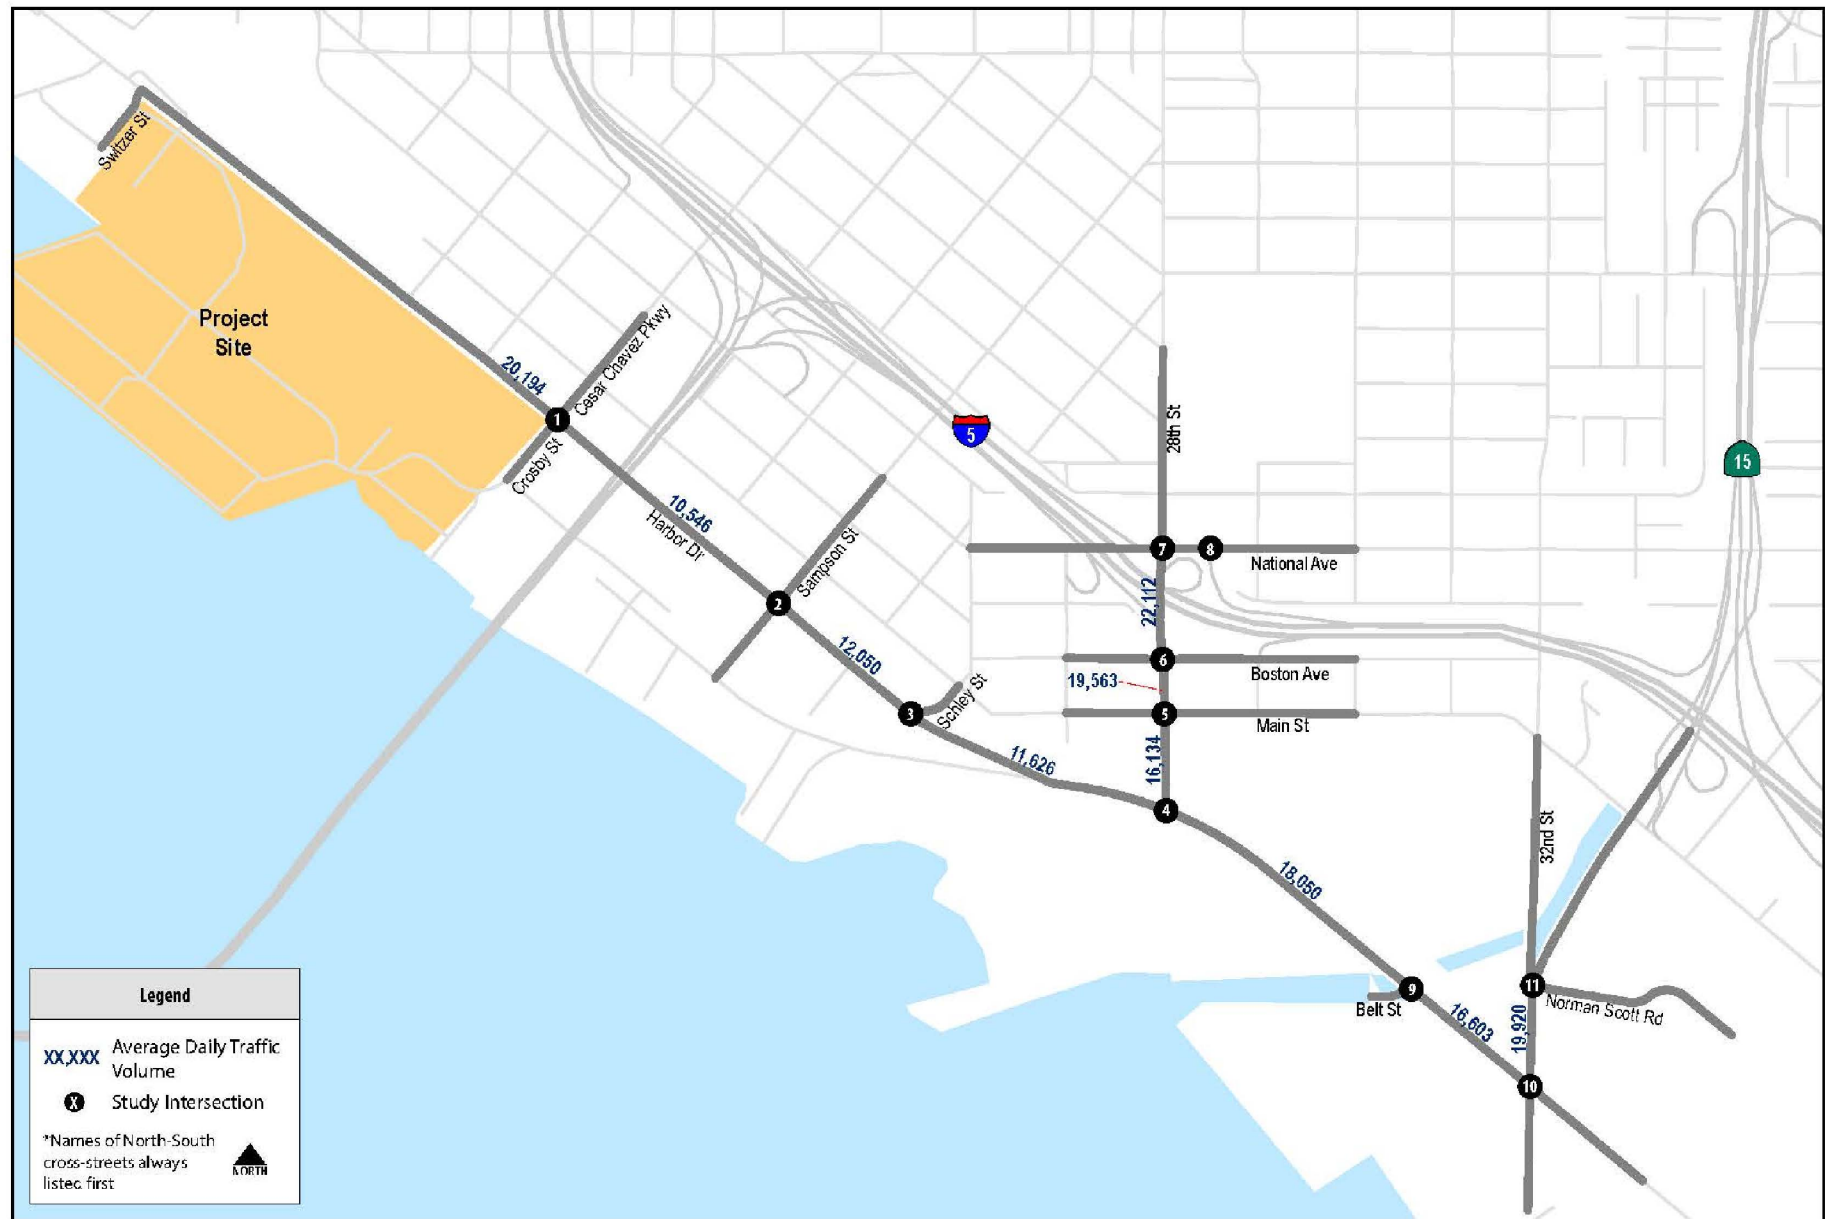 Switzer St
Project
Site
20,194
1
Cesar Chavez Pkwy
Crosby St
5
15
28th St
10,546
Harbor Dr
Sampson St
2
7
8
National Ave
22,112
12,050
6
Boston Ave
19,563
3
Schley St
5
Main St
11,626
16,134
4
32nd St
18,050
9
Belt St
11
Norman Scott Rd
16,603
19,920
10
Legend
XX,XXX Average Daily Traffic
Volume
X Study Intersection
*Names of North-South
cross-streets always
listec first
NORTH